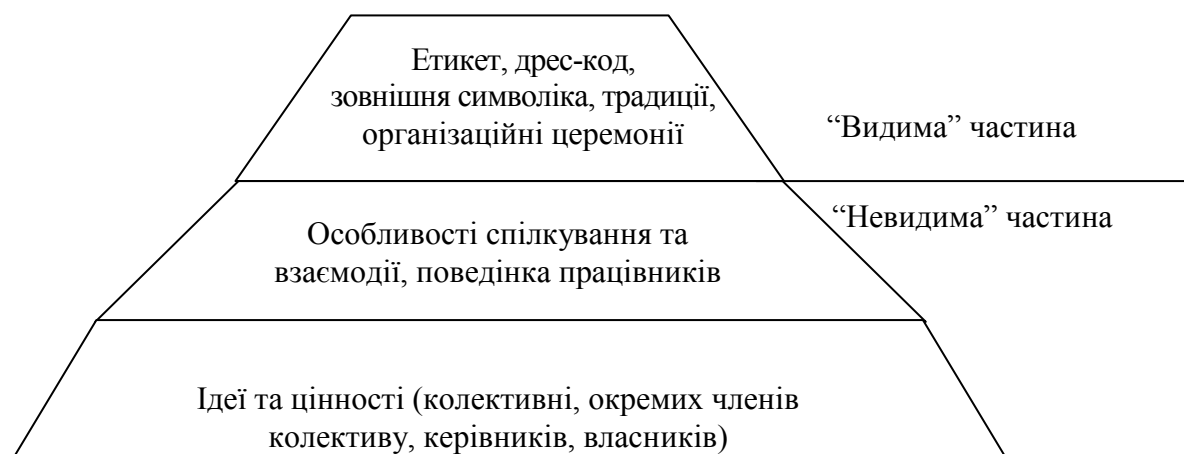 Етикет, дрес-код,
зовнішня символіка, традиції,
організаційні церемонії
“Видима” частина
“Невидима” частина
Особливості спілкування та
взаємодії, поведінка працівників
Ідеї та цінності (колективні, окремих членів
колективу, керівників, власників)